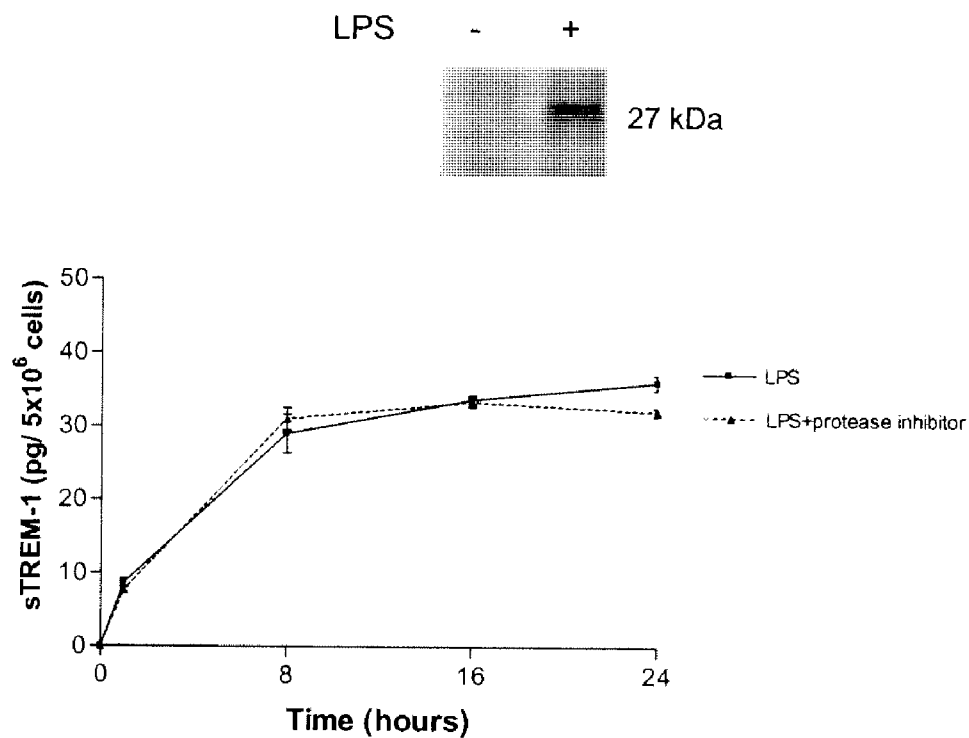 LPS - +
27 kDa
50
40
30
20
10
0
sTREM-1 (pg/ 5x10⁶ cells)
LPS
LPS+protease inhibitor
0 8 16 24
Time (hours)